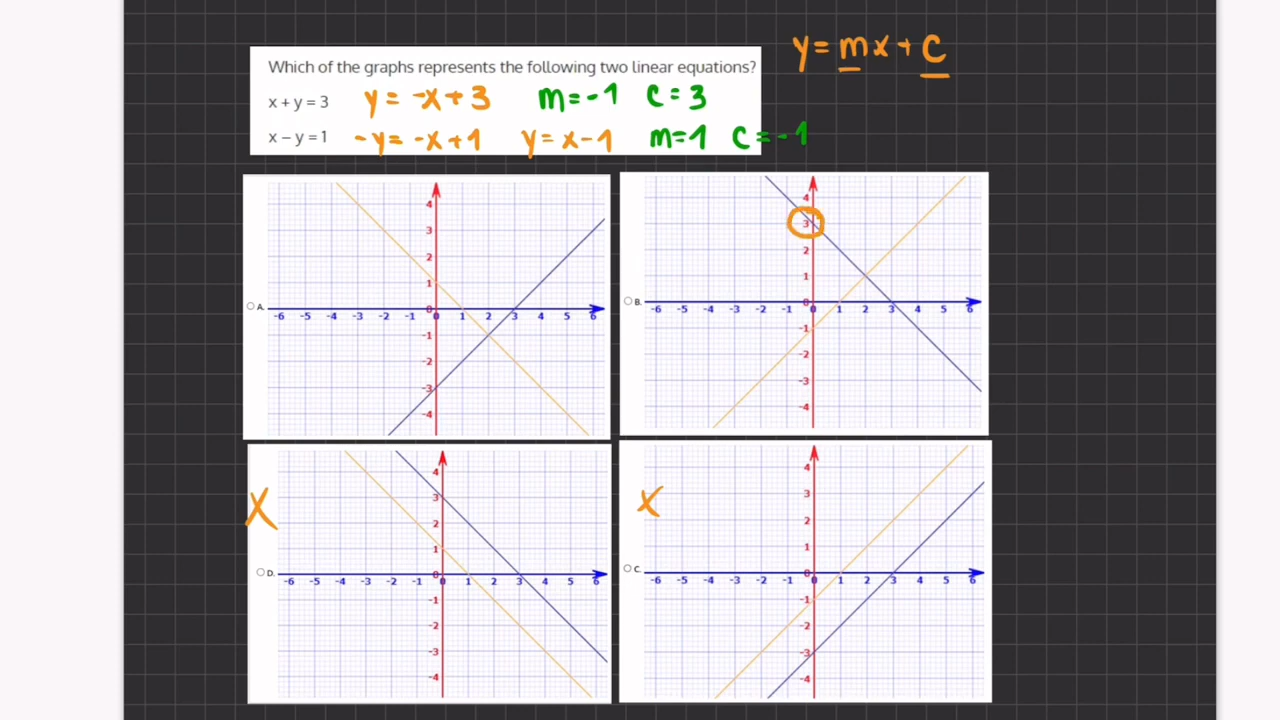 y = mx + c
Which of the graphs represents the following two linear equations?
x + y = 3 y = -x + 3 m = -1 c = 3
x − y = 1 -y = -x + 1 y = x - 1 m = 1 c = -1
A.
4
3
2
1
0
-6 -5 -4 -3 -2 -1 0 1 2 3 4 5 6
-1
-2
-3
-4
B.
4
3
2
1
0
-6 -5 -4 -3 -2 -1 0 1 2 3 4 5 6
-1
-2
-3
-4
X
D.
4
3
2
1
0
-6 -5 -4 -3 -2 -1 0 1 2 3 4 5 6
-1
-2
-3
-4
X
C.
4
3
2
1
0
-6 -5 -4 -3 -2 -1 0 1 2 3 4 5 6
-1
-2
-3
-4